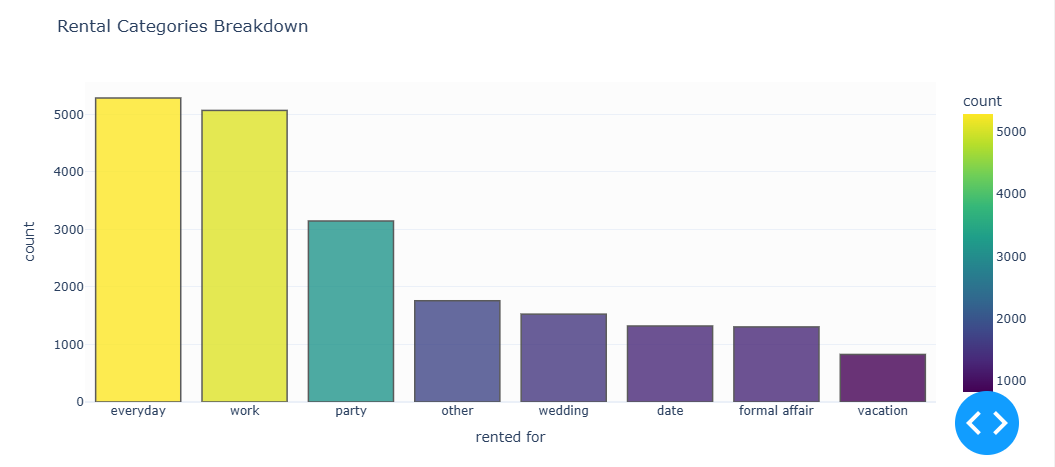 Rental Categories Breakdown
count
5000
4000
3000
2000
1000
0
everyday work party other wedding date formal affair vacation
rented for
count
5000
4000
3000
2000
1000